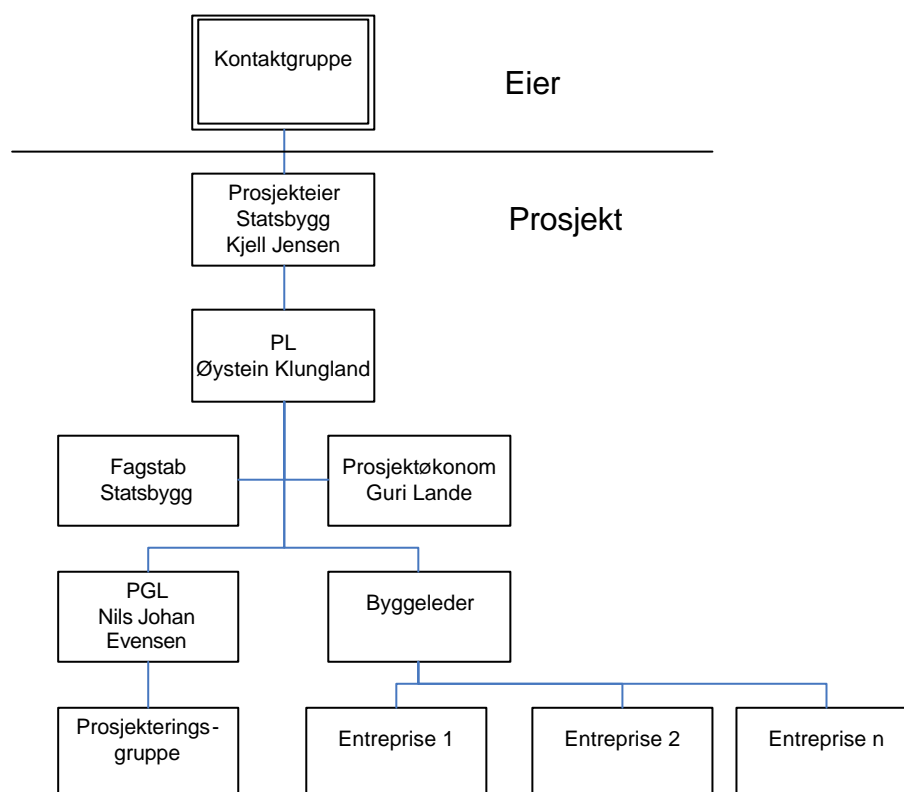 Kontaktgruppe
Eier
Prosjekteier
Statsbygg
Kjell Jensen
Prosjekt
PL
Øystein Klungland
Fagstab
Statsbygg
Prosjektøkonom
Guri Lande
PGL
Nils Johan
Evensen
Byggeleder
Prosjekterings-
gruppe
Entreprise 1
Entreprise 2
Entreprise n